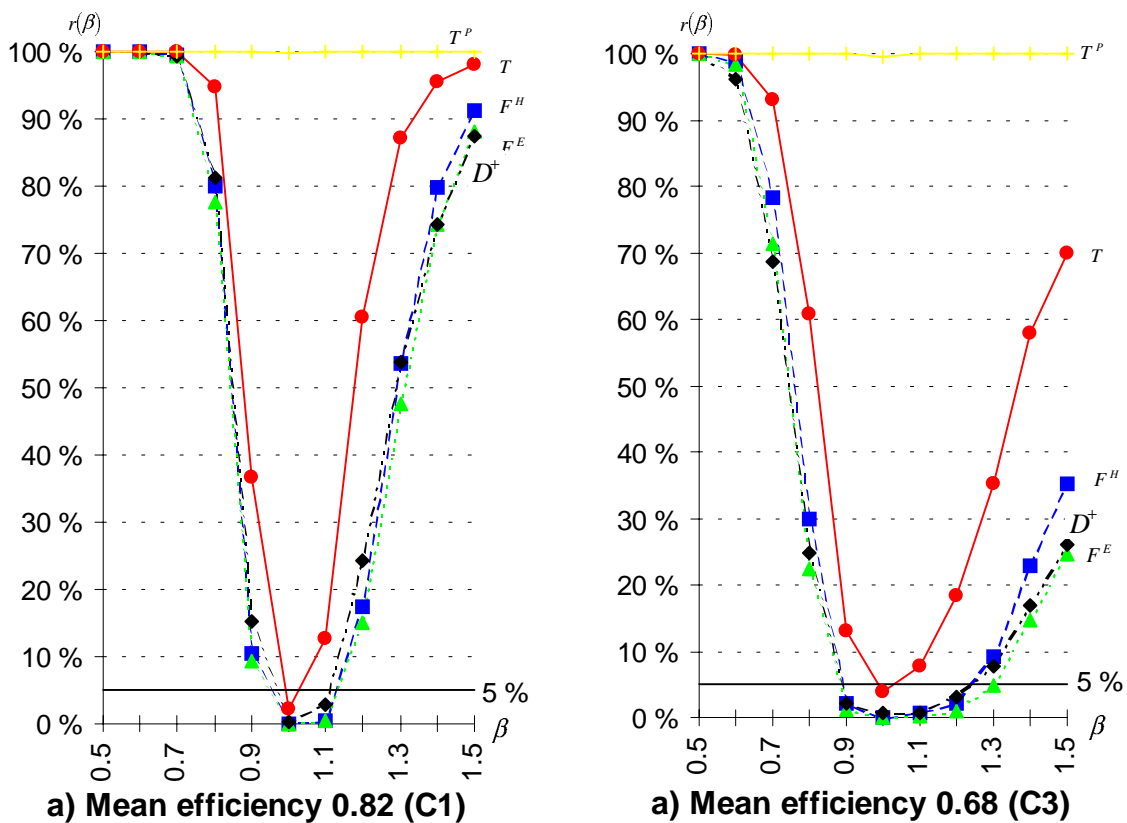 r(β)
100 %
90 %
80 %
70 %
60 %
50 %
40 %
30 %
20 %
10 %
0 %
T^P
T
F^H
F^E
D^+
5 %
β
0.5
0.7
0.9
1.1
1.3
1.5
a) Mean efficiency 0.82 (C1)
r(β)
100 %
90 %
80 %
70 %
60 %
50 %
40 %
30 %
20 %
10 %
0 %
T^P
T
F^H
D^+
F^E
5 %
β
0.5
0.7
0.9
1.1
1.3
1.5
a) Mean efficiency 0.68 (C3)